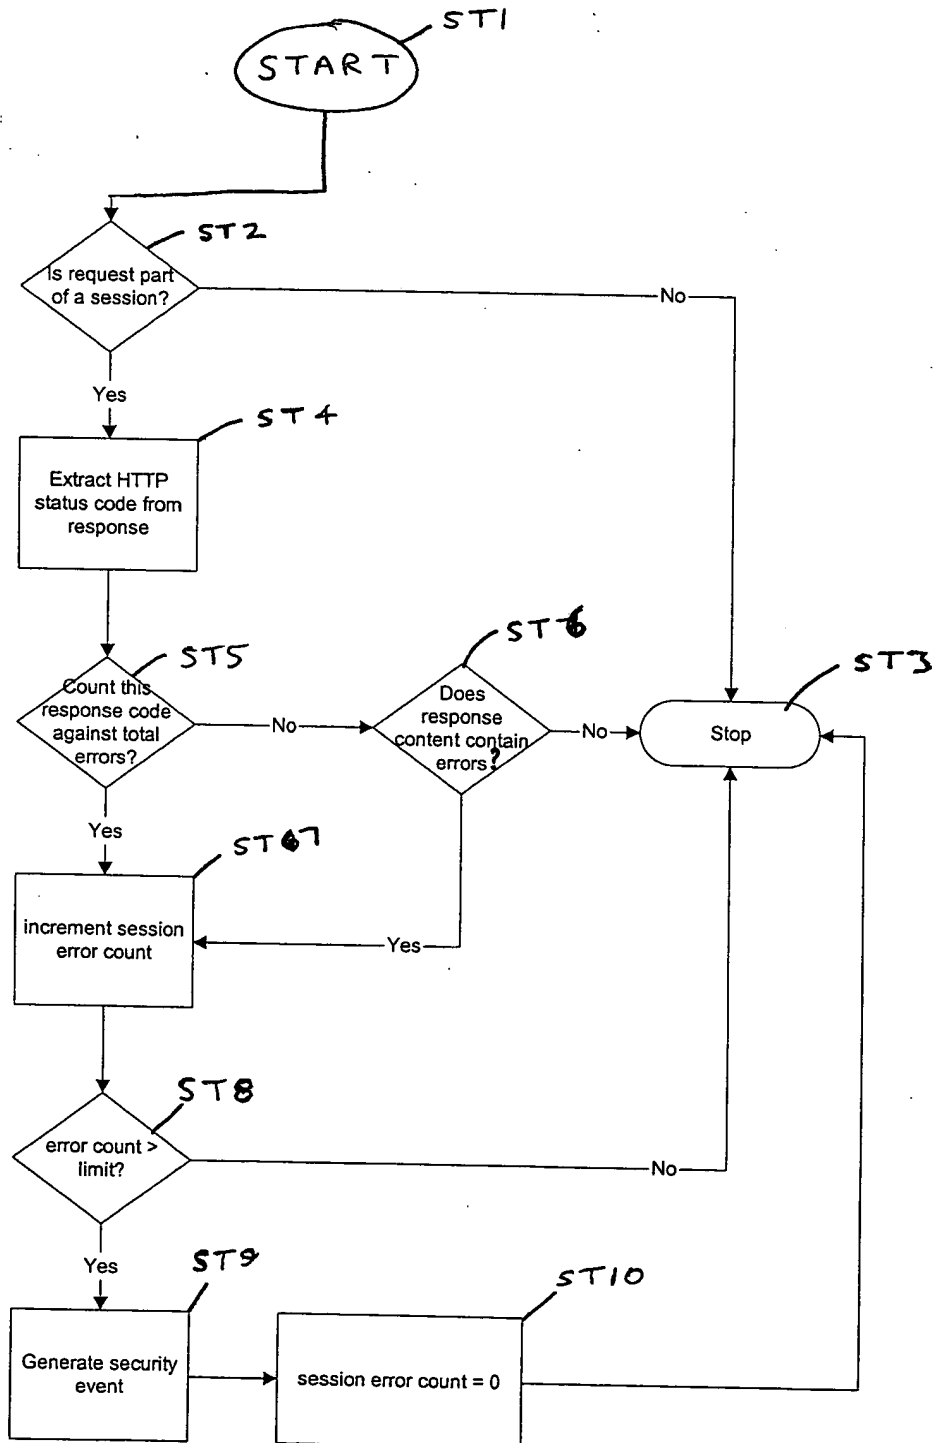 ST1
START
ST2
Is request part
of a session?
No
Yes
ST4
Extract HTTP
status code from
response
ST5
Count this
response code
against total
errors?
No
ST6
Does
response
content contain
errors?
No
ST3
Stop
Yes
ST7
increment session
error count
Yes
ST8
error count >
limit?
No
Yes
ST9
Generate security
event
ST10
session error count = 0